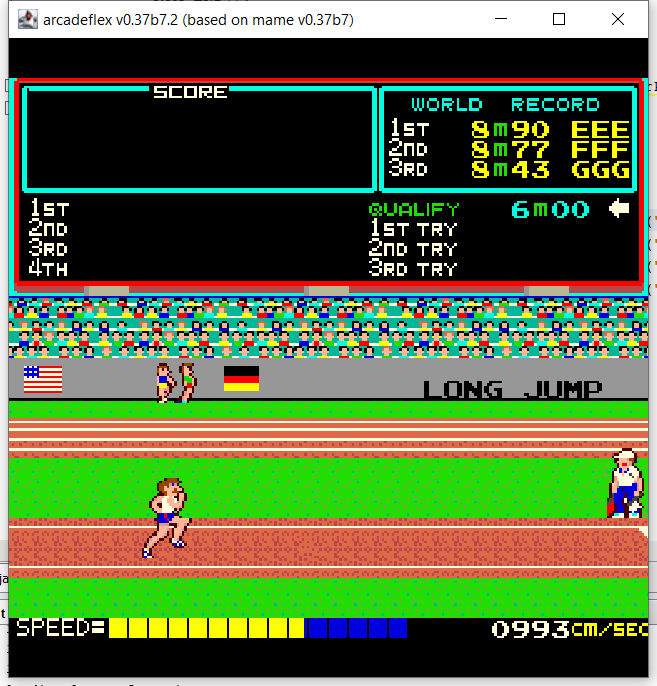 arcadeflex v0.37b7.2 (based on mame v0.37b7)
SCORE
WORLD RECORD
1ST 8m90 EEE
2ND 8m77 FFF
3RD 8m43 GGG
1ST QUALIFY 6m00
2ND 1ST TRY
3RD 2ND TRY
4TH 3RD TRY
LONG JUMP
SPEED= 0993CM/SEC